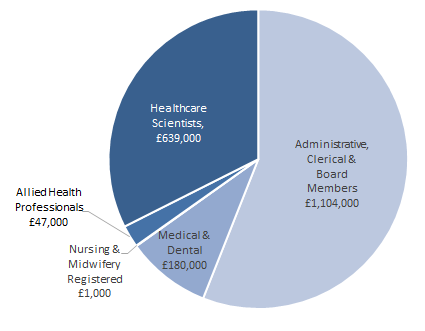 Healthcare
Scientists,
£639,000
Administrative,
Clerical &
Board
Members
£1,104,000
Allied Health
Professionals
£47,000
Medical &
Dental
£180,000
Nursing &
Midwifery
Registered
£1,000